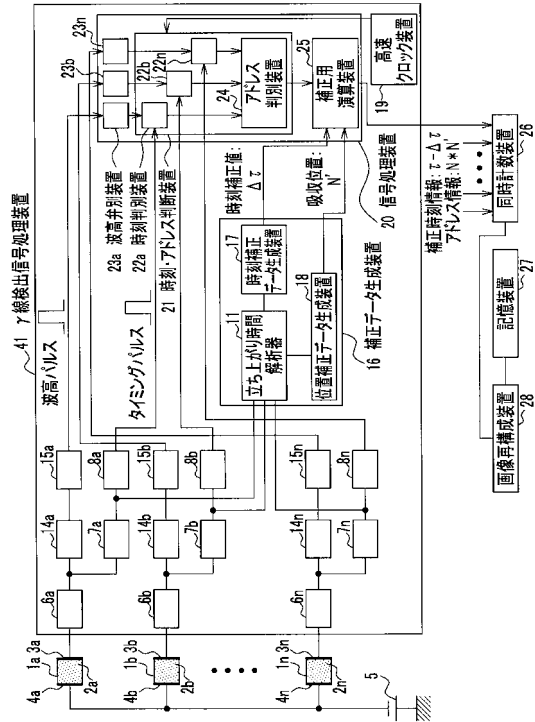 41 γ線検出信号処理装置
波高パルス
タイミングパルス
4a
1a
3a
2a
6a
14a
15a
7a
8a
4b
1b
3b
2b
6b
14b
15b
7b
8b
4n
1n
3n
2n
6n
14n
15n
7n
8n
5
23n
23b
22b
22n
24
アドレス
判別装置
23a 波高弁別装置
22a 時刻判別装置
21 時刻・アドレス判断装置
25
補正用
演算装置
高速
クロック装置
19
20 信号処理装置
時刻補正値:
Δτ
吸収位置:
N'
11
立ち上がり時間
解析器
17
時刻補正
データ生成装置
18
位置補正データ生成装置
16 補正データ生成装置
補正時刻情報:τ-Δτ
アドレス情報:N*N'
同時計数装置
26
記憶装置
27
画像再構成装置
28